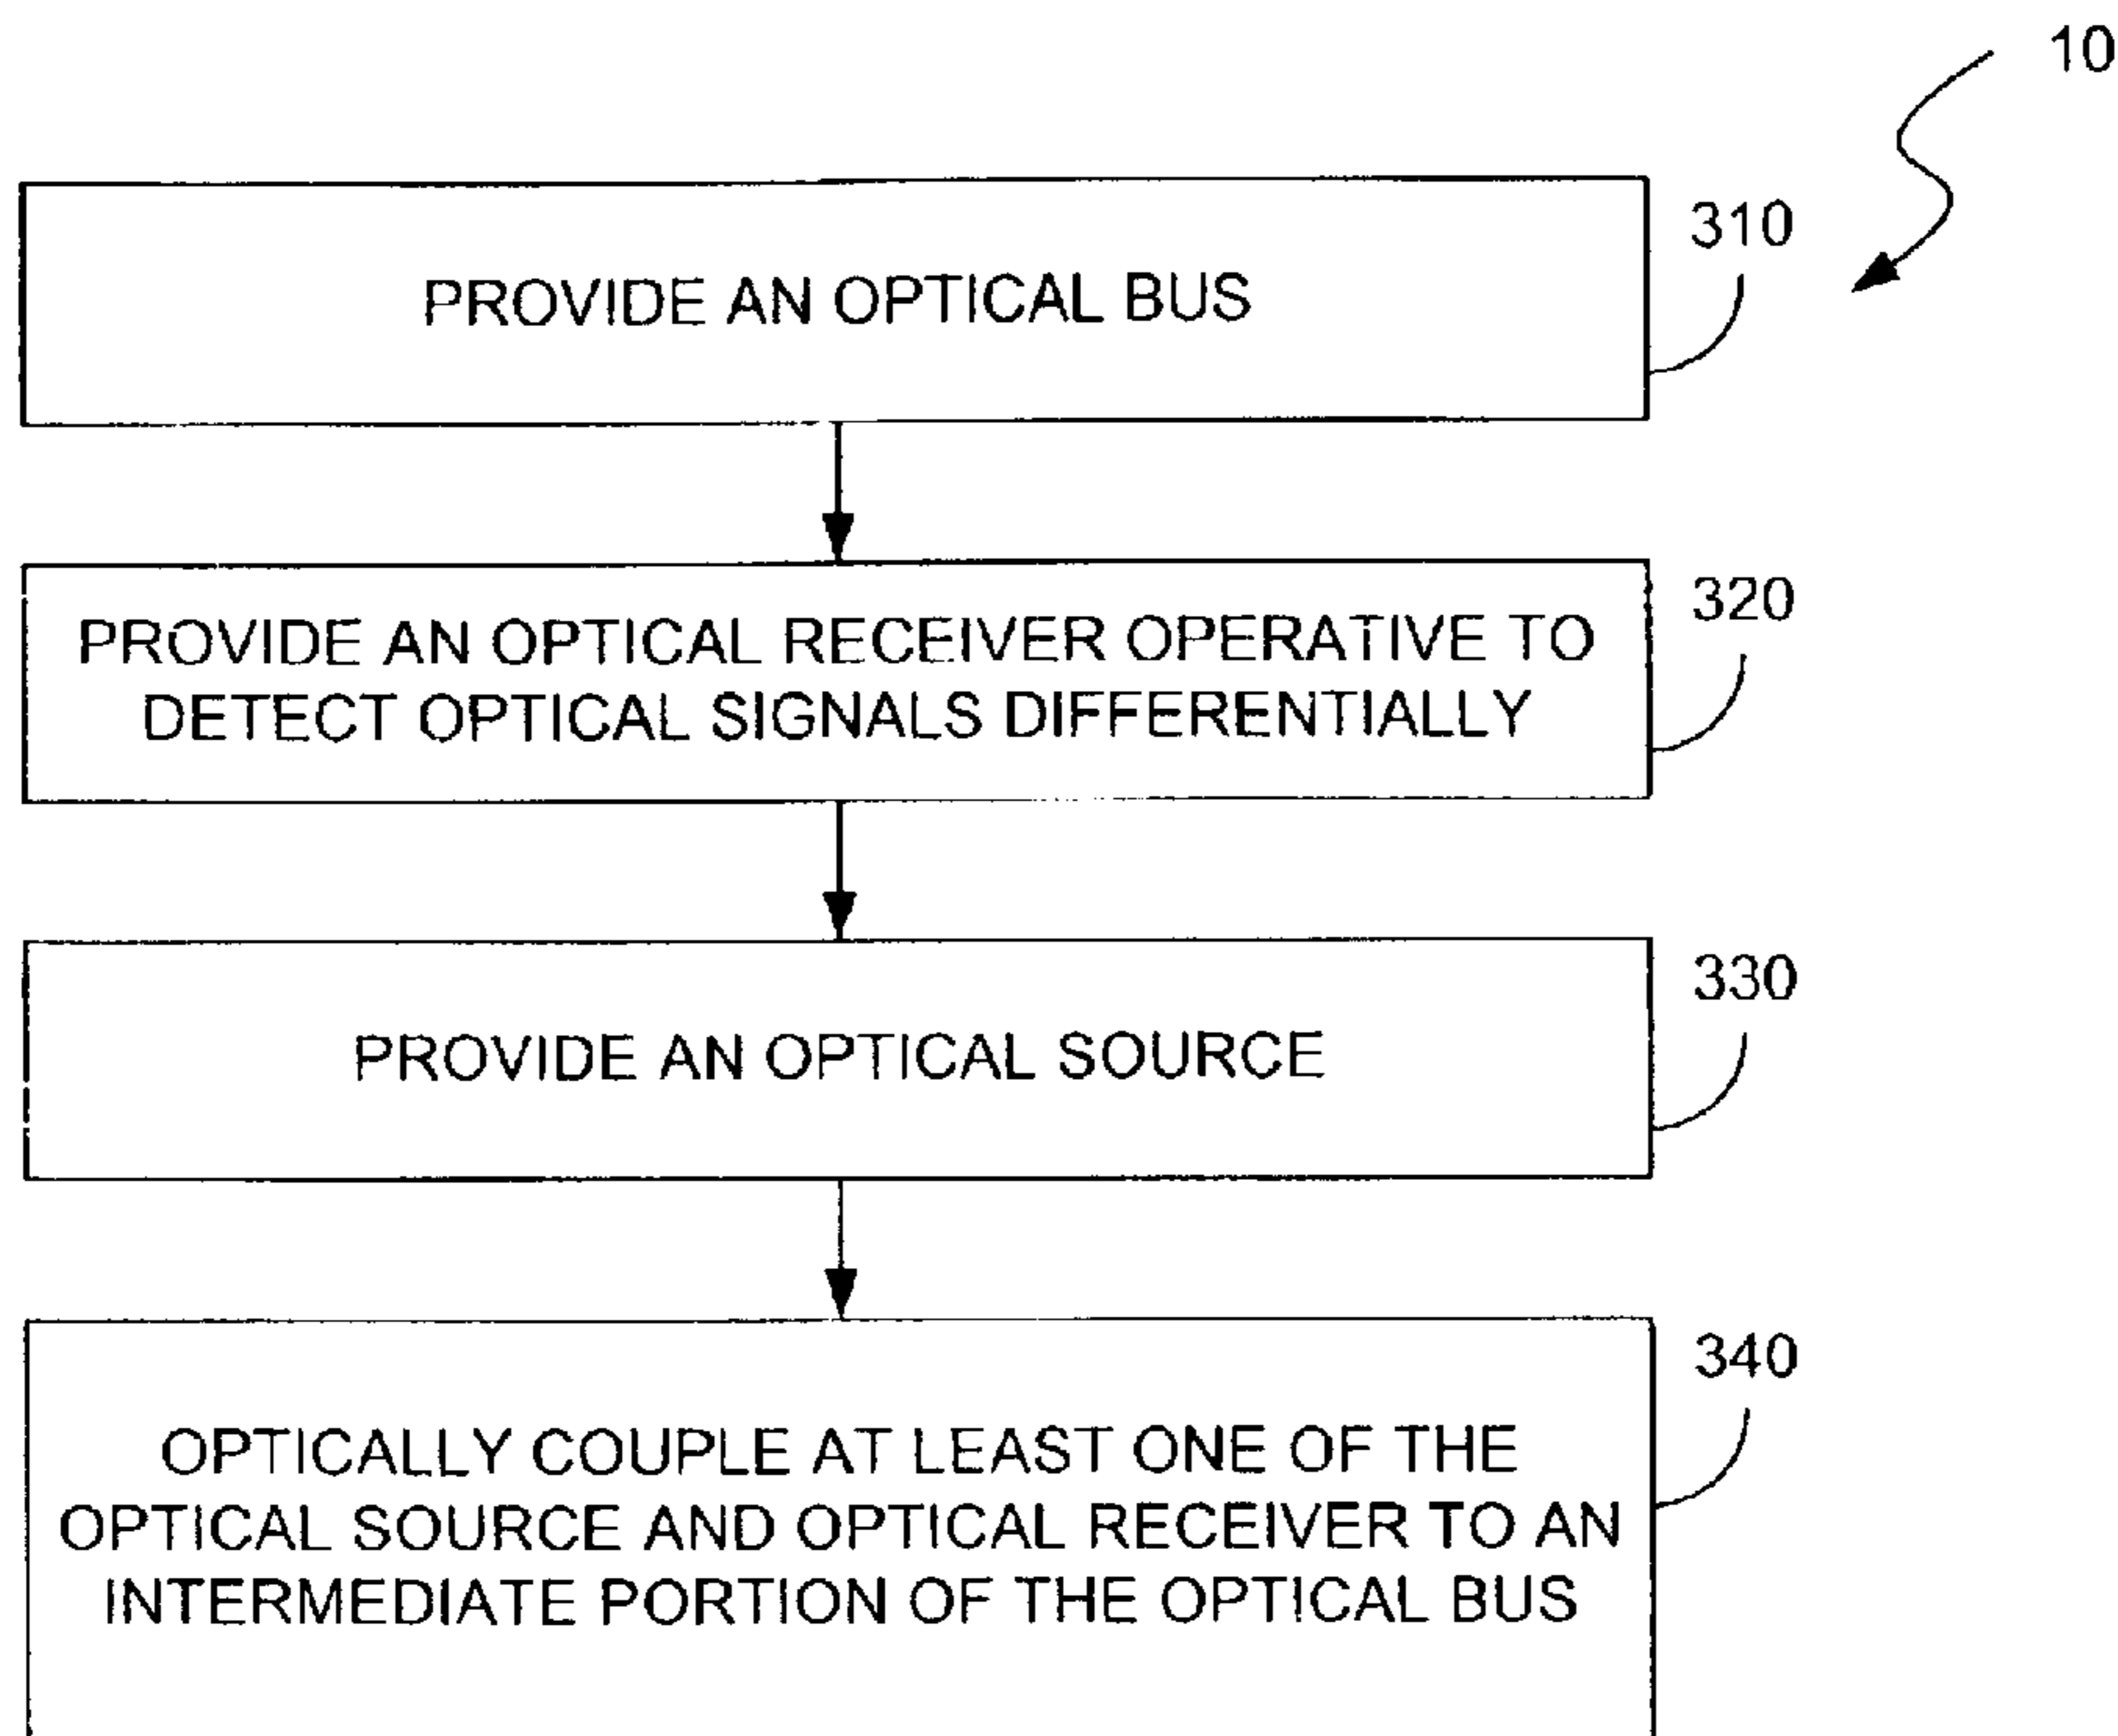 10
310
PROVIDE AN OPTICAL BUS
320
PROVIDE AN OPTICAL RECEIVER OPERATIVE TO
DETECT OPTICAL SIGNALS DIFFERENTIALLY
330
PROVIDE AN OPTICAL SOURCE
340
OPTICALLY COUPLE AT LEAST ONE OF THE
OPTICAL SOURCE AND OPTICAL RECEIVER TO AN
INTERMEDIATE PORTION OF THE OPTICAL BUS